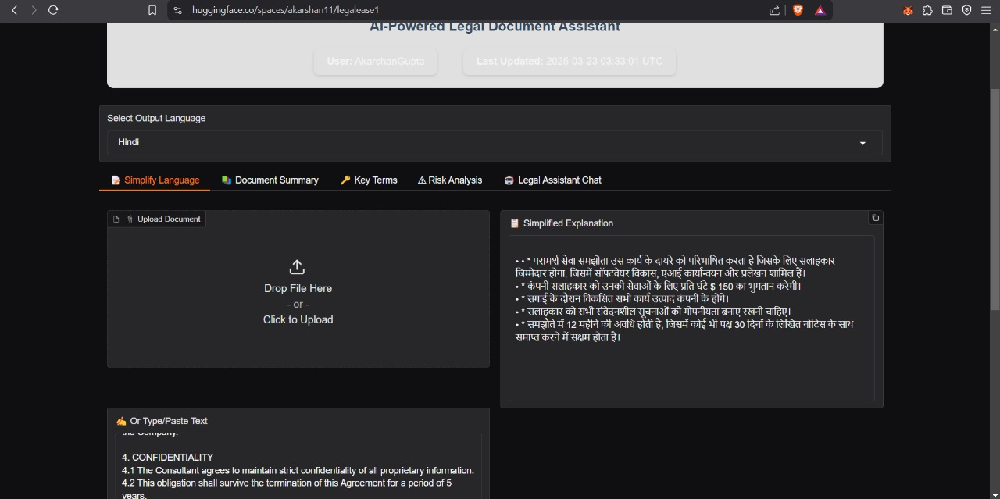 huggingface.co/spaces/akarshan11/legalease1
AI-Powered Legal Document Assistant
User: AkarshanGupta
Last Updated: 2025-03-23 03:33:01 UTC
Select Output Language
Hindi
Simplify Language
Document Summary
Key Terms
Risk Analysis
Legal Assistant Chat
Upload Document
Drop File Here
- or -
Click to Upload
Simplified Explanation
• • * परामर्श सेवा समझौता उस कार्य के दायरे को परिभाषित करता है जिसके लिए सलाहकार
जिम्मेदार होगा, जिसमें सॉफ्टवेयर विकास, एआई कार्यान्वयन और प्रलेखन शामिल हैं।
• * कंपनी सलाहकार को उनकी सेवाओं के लिए प्रति घंटे $ 150 का भुगतान करेगी।
• * सगाई के दौरान विकसित सभी कार्य उत्पाद कंपनी के होंगे।
• * सलाहकार को सभी संवेदनशील सूचनाओं की गोपनीयता बनाए रखनी चाहिए।
• * समझौते में 12 महीने की अवधि होती है, जिसमें कोई भी पक्ष 30 दिनों के लिखित नोटिस के साथ
समाप्त करने में सक्षम होता है।
Or Type/Paste Text
the Company.
4. CONFIDENTIALITY
4.1 The Consultant agrees to maintain strict confidentiality of all proprietary information.
4.2 This obligation shall survive the termination of this Agreement for a period of 5
years.